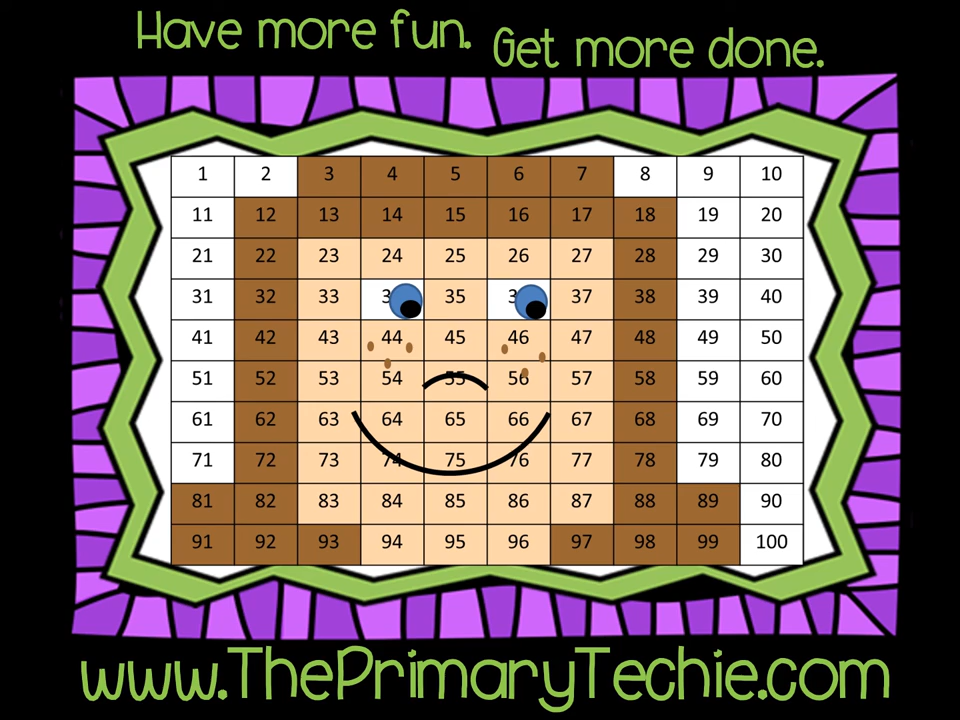 Have more fun. Get more done.
1 2 3 4 5 6 7 8 9 10
11 12 13 14 15 16 17 18 19 20
21 22 23 24 25 26 27 28 29 30
31 32 33 35 37 38 39 40
41 42 43 44 45 46 47 48 49 50
51 52 53 54 55 56 57 58 59 60
61 62 63 64 65 66 67 68 69 70
71 72 73 74 75 76 77 78 79 80
81 82 83 84 85 86 87 88 89 90
91 92 93 94 95 96 97 98 99 100
www.ThePrimaryTechie.com